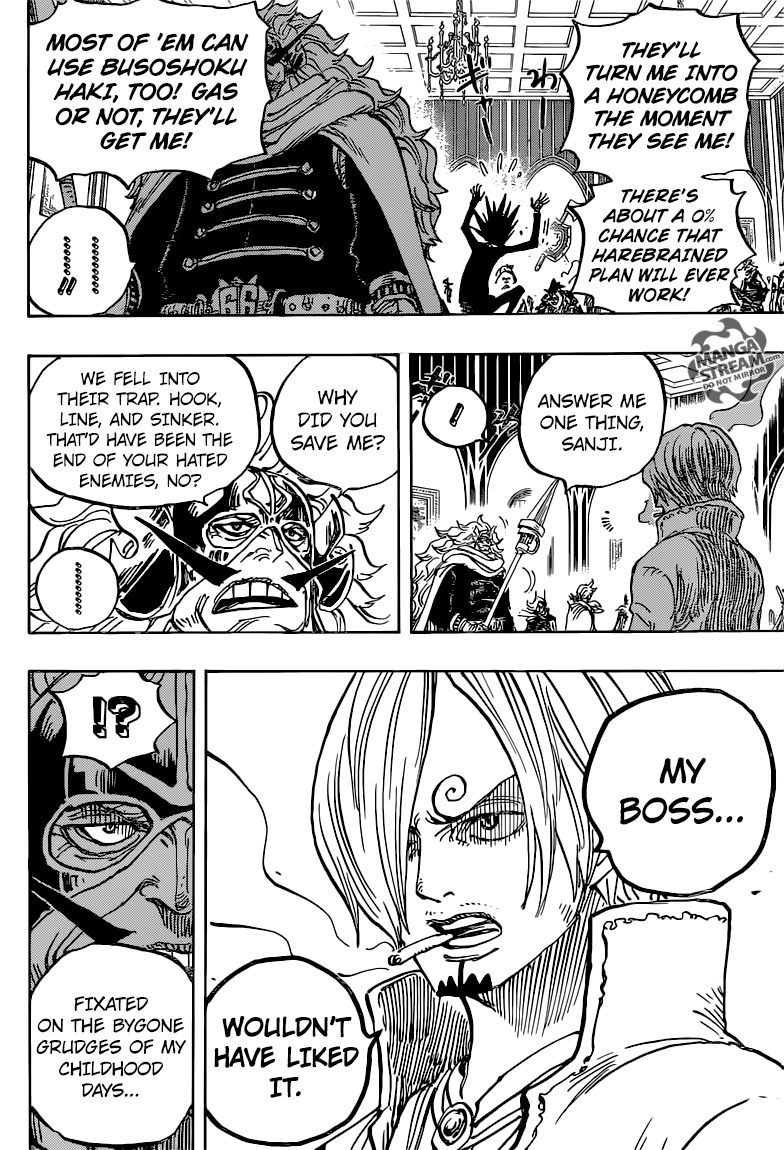 THEY'LL
TURN ME INTO
A HONEYCOMB
THE MOMENT
THEY SEE ME!
THERE'S
ABOUT A 0%
CHANCE THAT
HAREBRAINED
PLAN WILL EVER
WORK!
MOST OF 'EM CAN
USE BUSOSHOKU
HAKI, TOO! GAS
OR NOT, THEY'LL
GET ME!
.........
.......!!
ANSWER ME
ONE THING,
SANJI.
!
WHY
DID YOU
SAVE ME?
WE FELL INTO
THEIR TRAP. HOOK,
LINE, AND SINKER.
THAT'D HAVE BEEN THE
END OF YOUR HATED
ENEMIES, NO?
.........
MY
BOSS...
WOULDN'T
HAVE LIKED
IT.
!?
FIXATED
ON THE BYGONE
GRUDGES OF MY
CHILDHOOD
DAYS...
66
MANGA
STREAM.com
DO NOT MIRROR